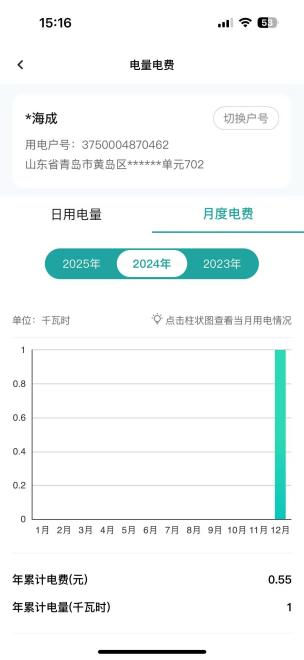 15:16
53
电量电费
*海成
切换户号
用电户号：3750004870462
山东省青岛市黄岛区******单元702
日用电量
月度电费
2025年
2024年
2023年
单位：千瓦时
点击柱状图查看当月用电情况
1
0.8
0.6
0.4
0.2
0
1月 2月 3月 4月 5月 6月 7月 8月 9月 10月 11月 12月
年累计电费(元) 0.55
年累计电量(千瓦时) 1